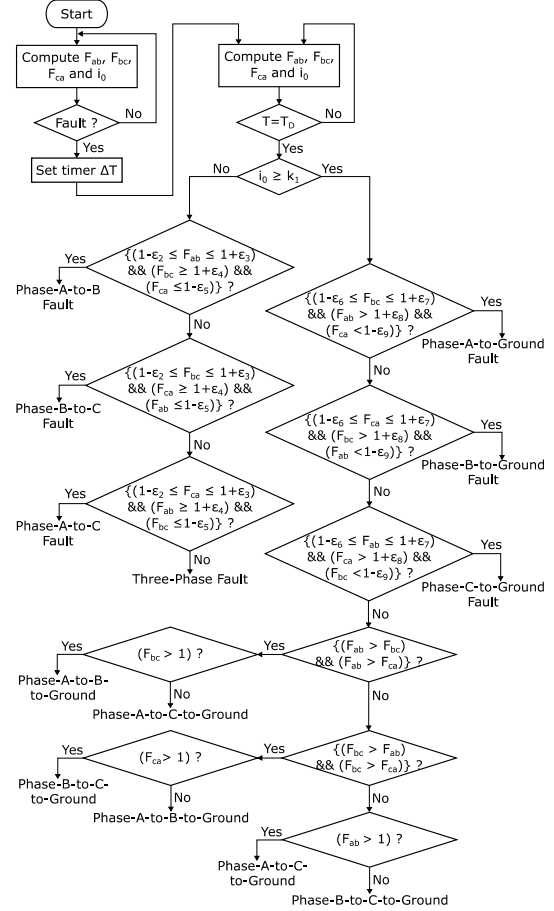 Start
Compute F_ab, F_bc,
F_ca and i_0
Fault ?
No
Yes
Set timer ΔT
Compute F_ab, F_bc,
F_ca and i_0
T=T_D
No
Yes
i_0 ≥ k_1
No
Yes
{(1-ε_2 ≤ F_ab ≤ 1+ε_3)
&& (F_bc ≥ 1+ε_4) &&
(F_ca ≤1-ε_5)} ?
Yes
Phase-A-to-B
Fault
No
{(1-ε_2 ≤ F_bc ≤ 1+ε_3)
&& (F_ca ≥ 1+ε_4) &&
(F_ab ≤1-ε_5)} ?
Yes
Phase-B-to-C
Fault
No
{(1-ε_2 ≤ F_ca ≤ 1+ε_3)
&& (F_ab ≥ 1+ε_4) &&
(F_bc ≤1-ε_5)} ?
Yes
Phase-A-to-C
Fault
No
Three-Phase Fault
{(1-ε_6 ≤ F_bc ≤ 1+ε_7)
&& (F_ab > 1+ε_8) &&
(F_ca <1-ε_9)} ?
Yes
Phase-A-to-Ground
Fault
No
{(1-ε_6 ≤ F_ca ≤ 1+ε_7)
&& (F_bc > 1+ε_8) &&
(F_ab <1-ε_9)} ?
Yes
Phase-B-to-Ground
Fault
No
{(1-ε_6 ≤ F_ab ≤ 1+ε_7)
&& (F_ca > 1+ε_8) &&
(F_bc <1-ε_9)} ?
Yes
Phase-C-to-Ground
Fault
No
{(F_ab > F_bc)
&& (F_ab > F_ca)} ?
Yes
(F_bc > 1) ?
Yes
Phase-A-to-B-
to-Ground
No
Phase-A-to-C-to-Ground
No
{(F_bc > F_ab)
&& (F_bc > F_ca)} ?
Yes
(F_ca > 1) ?
Yes
Phase-B-to-C-
to-Ground
No
Phase-A-to-B-to-Ground
No
(F_ab > 1) ?
Yes
Phase-A-to-C-
to-Ground
No
Phase-B-to-C-to-Ground